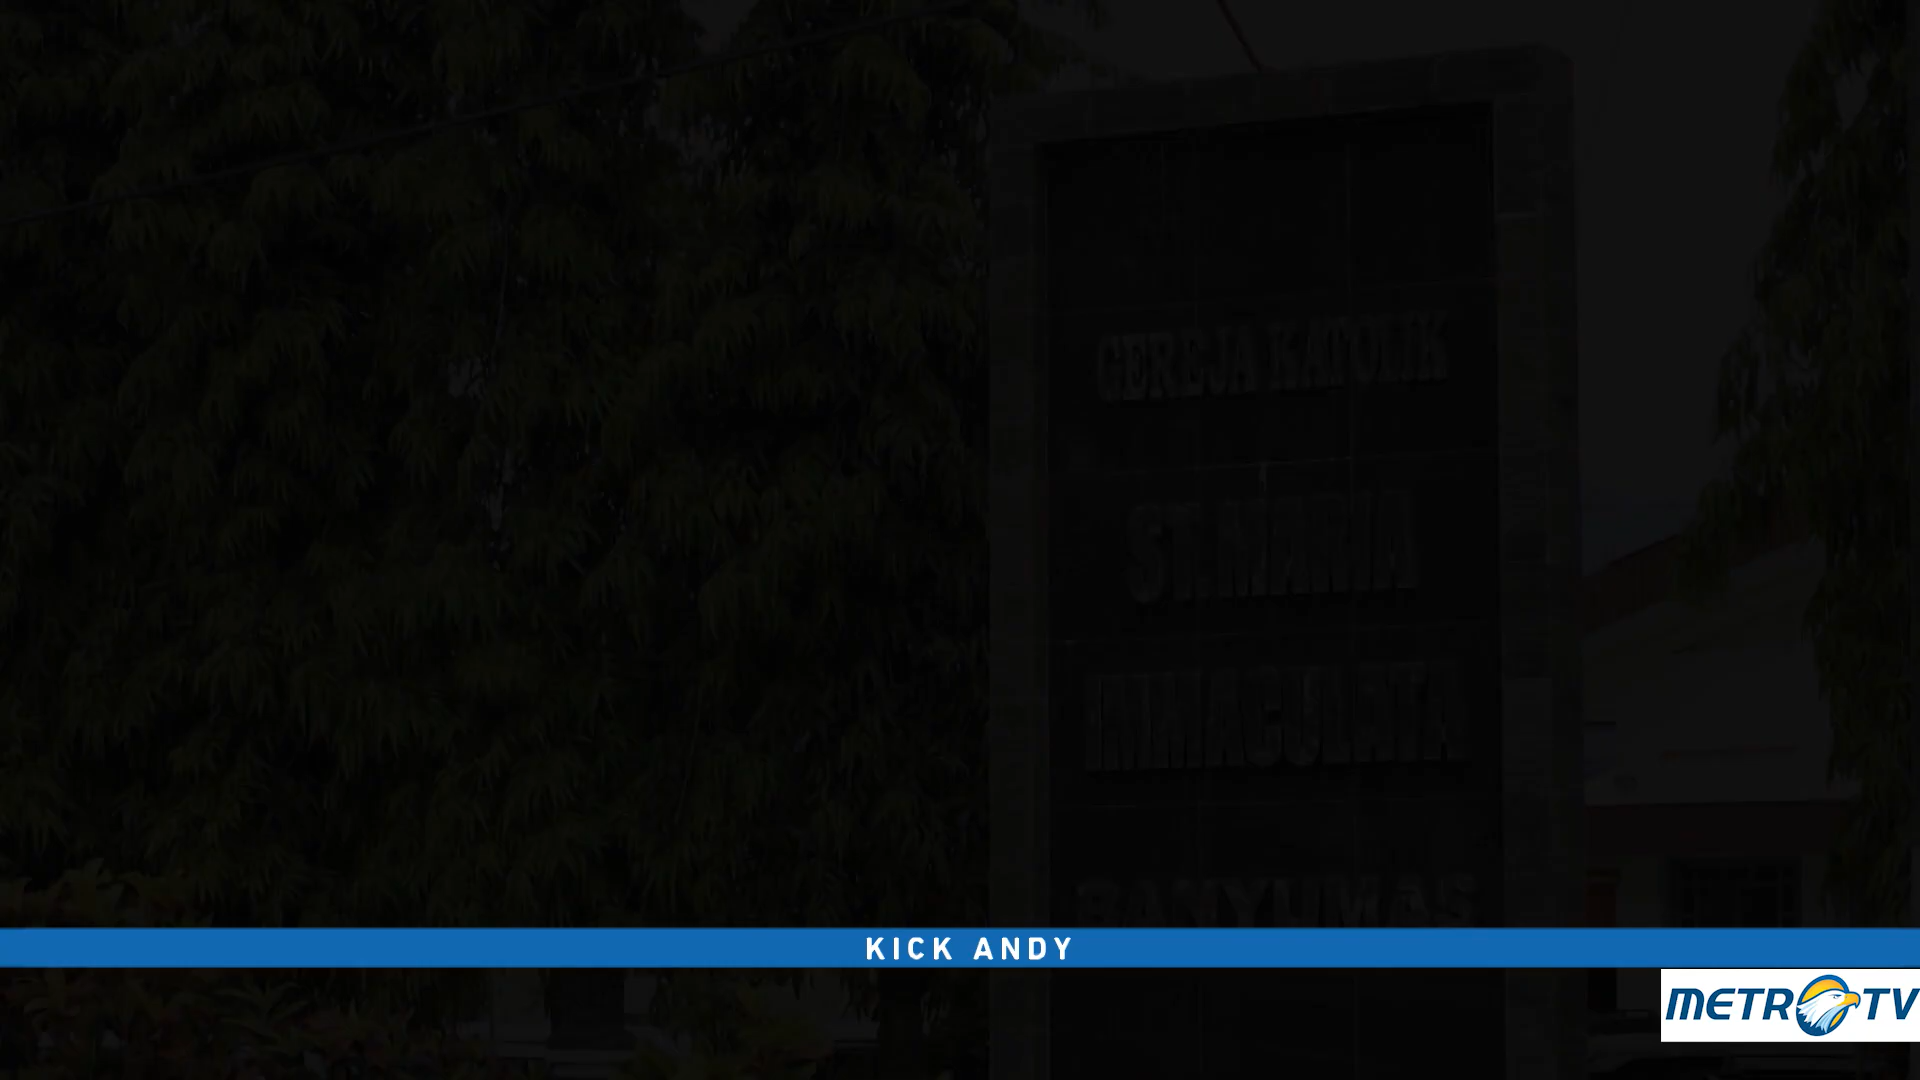 GEREJA KATOLIK
ST.MARIA
IMMACULATA
BANYUMAS
KICK ANDY
METRO TV